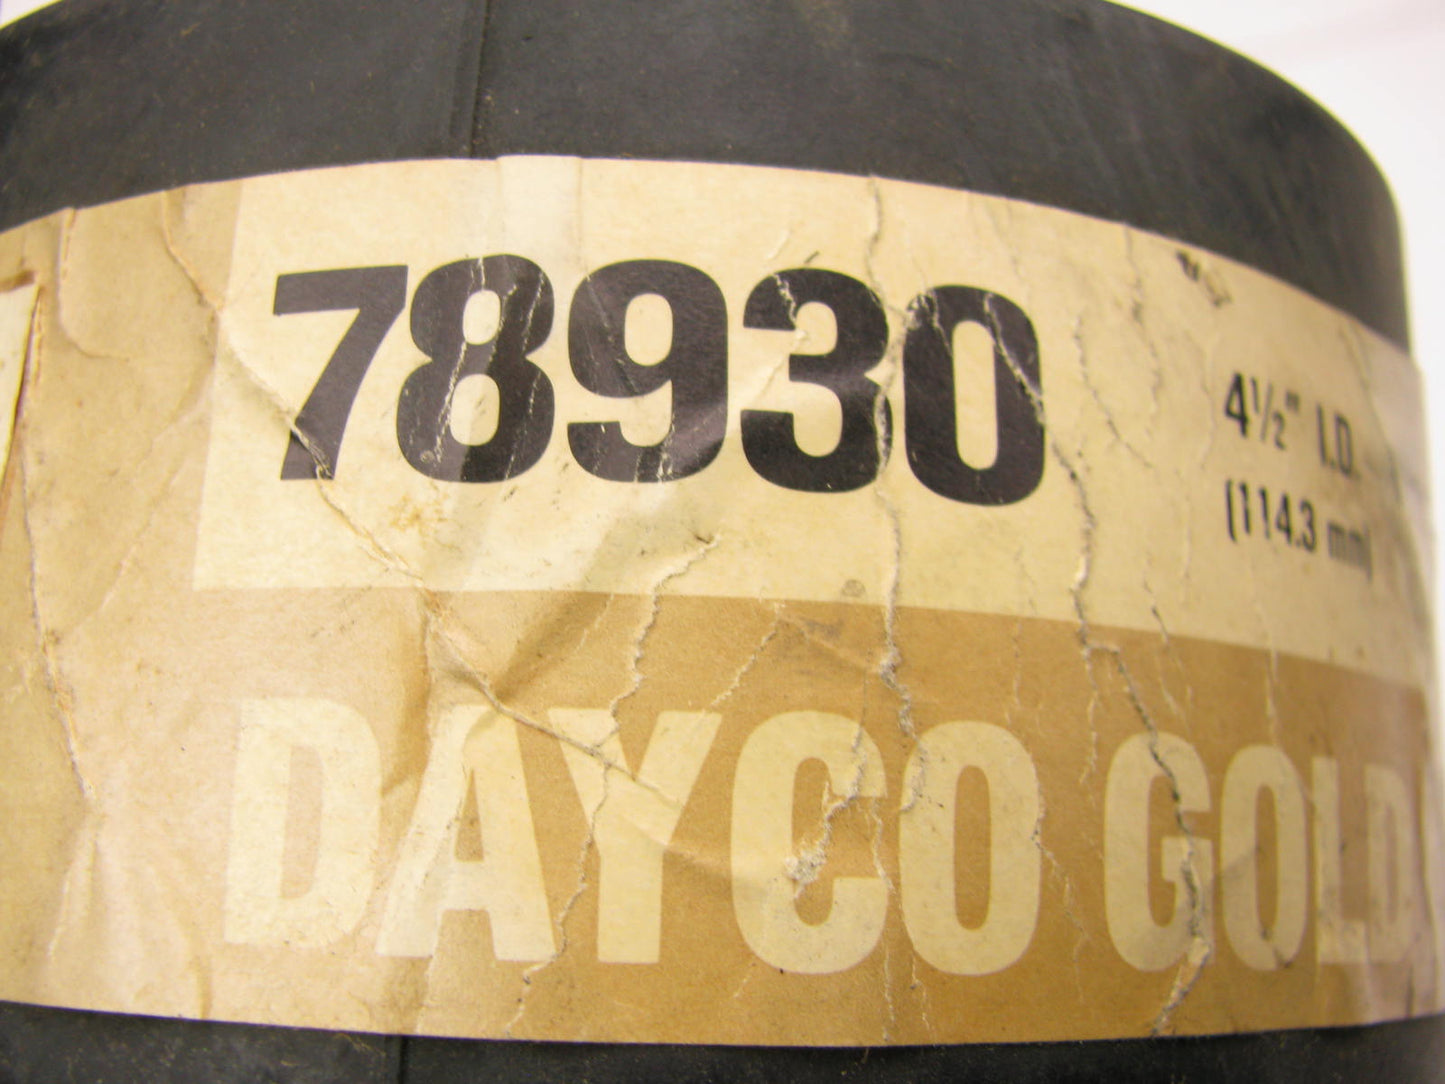 78930
4½" I.D.
(114.3 mm)
DAYCO GOLD